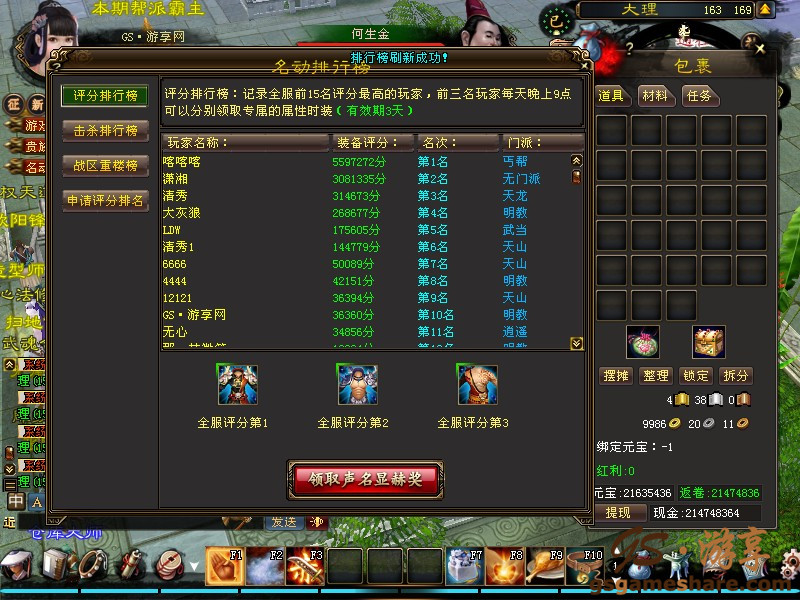 本期帮派霸主
GS·游享网
何生金
大理
163 169
排行榜刷新成功!
名动排行榜
包裹
道具
材料
任务
评分排行榜
击杀排行榜
战区重楼榜
申请评分排名
评分排行榜：记录全服前15名评分最高的玩家，前三名玩家每天晚上9点
可以分别领取专属的属性时装（有效期3天）
玩家名称： 装备评分： 名次： 门派：
喀喀喀 5597272分 第1名 丐帮
潇湘 3081335分 第2名 无门派
清秀 314673分 第3名 天龙
大灰狼 268677分 第4名 明教
LDW 175605分 第5名 武当
清秀1 144779分 第6名 天山
6666 50089分 第7名 天山
4444 42151分 第8名 明教
12121 36394分 第9名 天山
GS·游享网 36360分 第10名 明教
无心 34856分 第11名 逍遥
全服评分第1
全服评分第2
全服评分第3
领取声名显赫奖
摆摊
整理
锁定
拆分
4 38 0
9986 20 11
绑定元宝：-1
红利:0
元宝:21635436
返卷:21474836
提现
现金:214748364
征
新
中
A
近
发送
仓库大师
F1 F2 F3 F7 F8 F9 F10
GS游享
gsgameshare.com